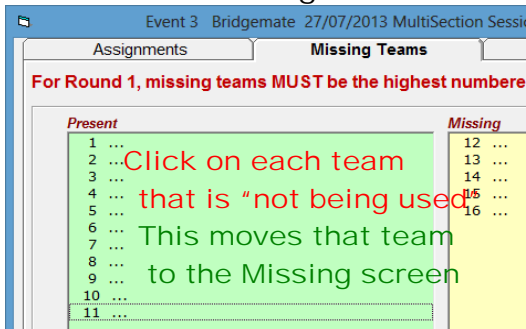 Event 3 Bridgemate 27/07/2013 MultiSection Sessi
Assignments Missing Teams
For Round 1, missing teams MUST be the highest numbere
Present Missing
1 ... 12 ...
2 ... 13 ...
3 ... 14 ...
4 ... 15 ...
5 ... 16 ...
6 ...
7 ...
8 ...
9 ...
10 ...
11 ...
Click on each team
that is "not being used"
This moves that team
to the Missing screen